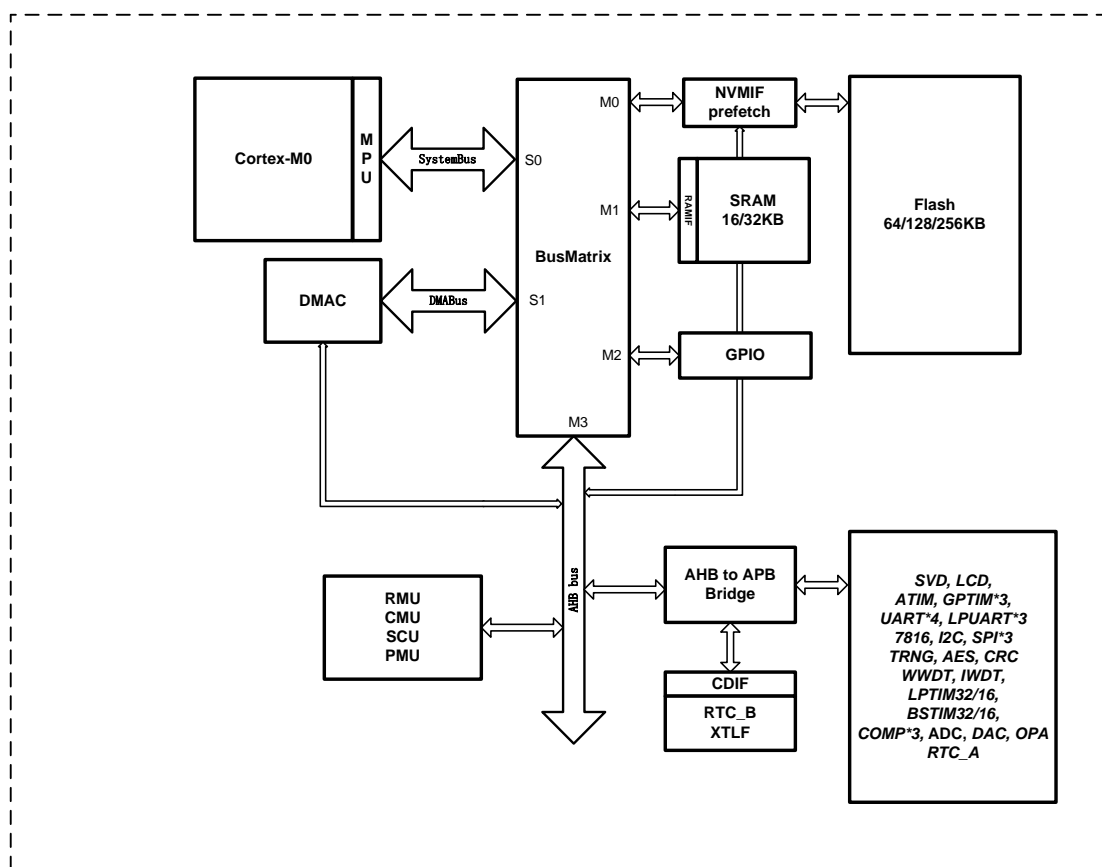 Cortex-M0
M
P
U
SystemBus
DMAC
DMABus
S0
S1
BusMatrix
M0
M1
M2
M3
NVMIF
prefetch
RAMIF
SRAM
16/32KB
GPIO
Flash
64/128/256KB
AHB bus
RMU
CMU
SCU
PMU
AHB to APB
Bridge
CDIF
RTC_B
XTLF
SVD, LCD,
ATIM, GPTIM*3,
UART*4, LPUART*3
7816, I2C, SPI*3
TRNG, AES, CRC
WWDT, IWDT,
LPTIM32/16,
BSTIM32/16,
COMP*3, ADC, DAC, OPA
RTC_A